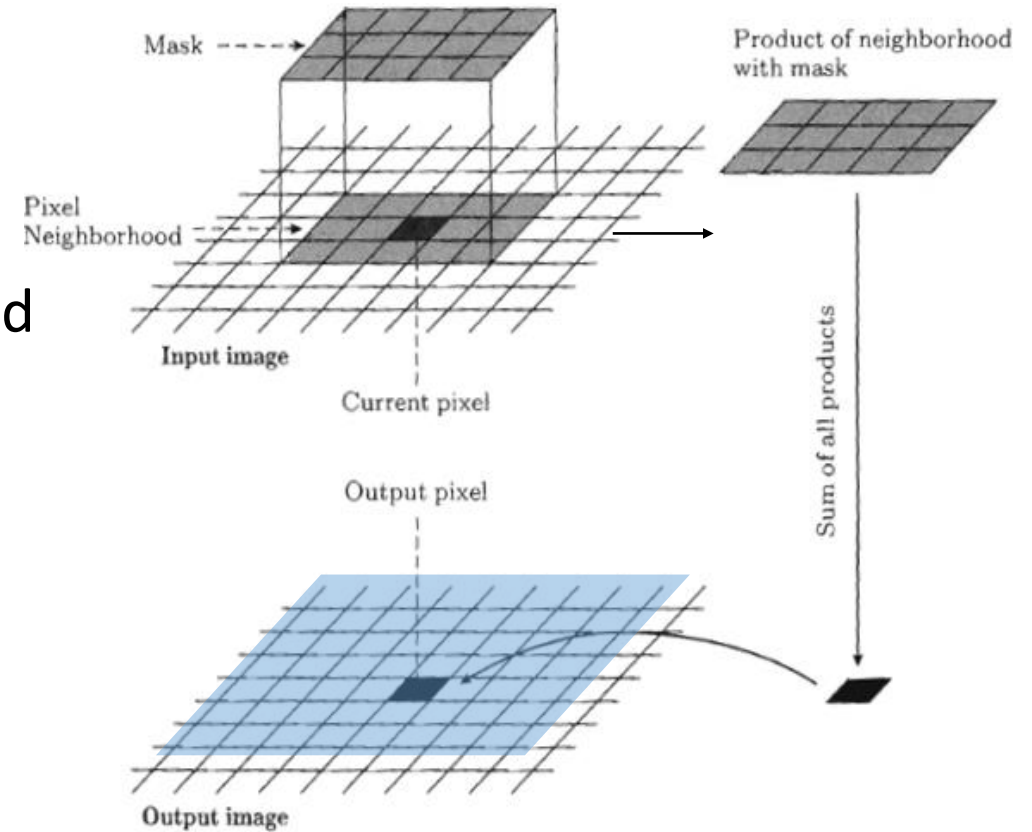 Mask
Product of neighborhood
with mask
Pixel
Neighborhood
d
Input image
Current pixel
Sum of all products
Output pixel
Output image